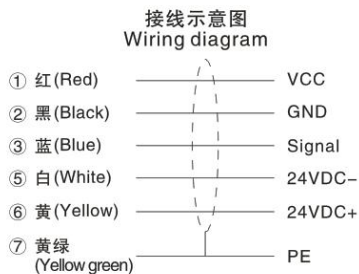 接线示意图
Wiring diagram
① 红(Red) VCC
② 黑(Black) GND
③ 蓝(Blue) Signal
⑤ 白(White) 24VDC-
⑥ 黄(Yellow) 24VDC+
⑦ 黄绿
(Yellow green) PE